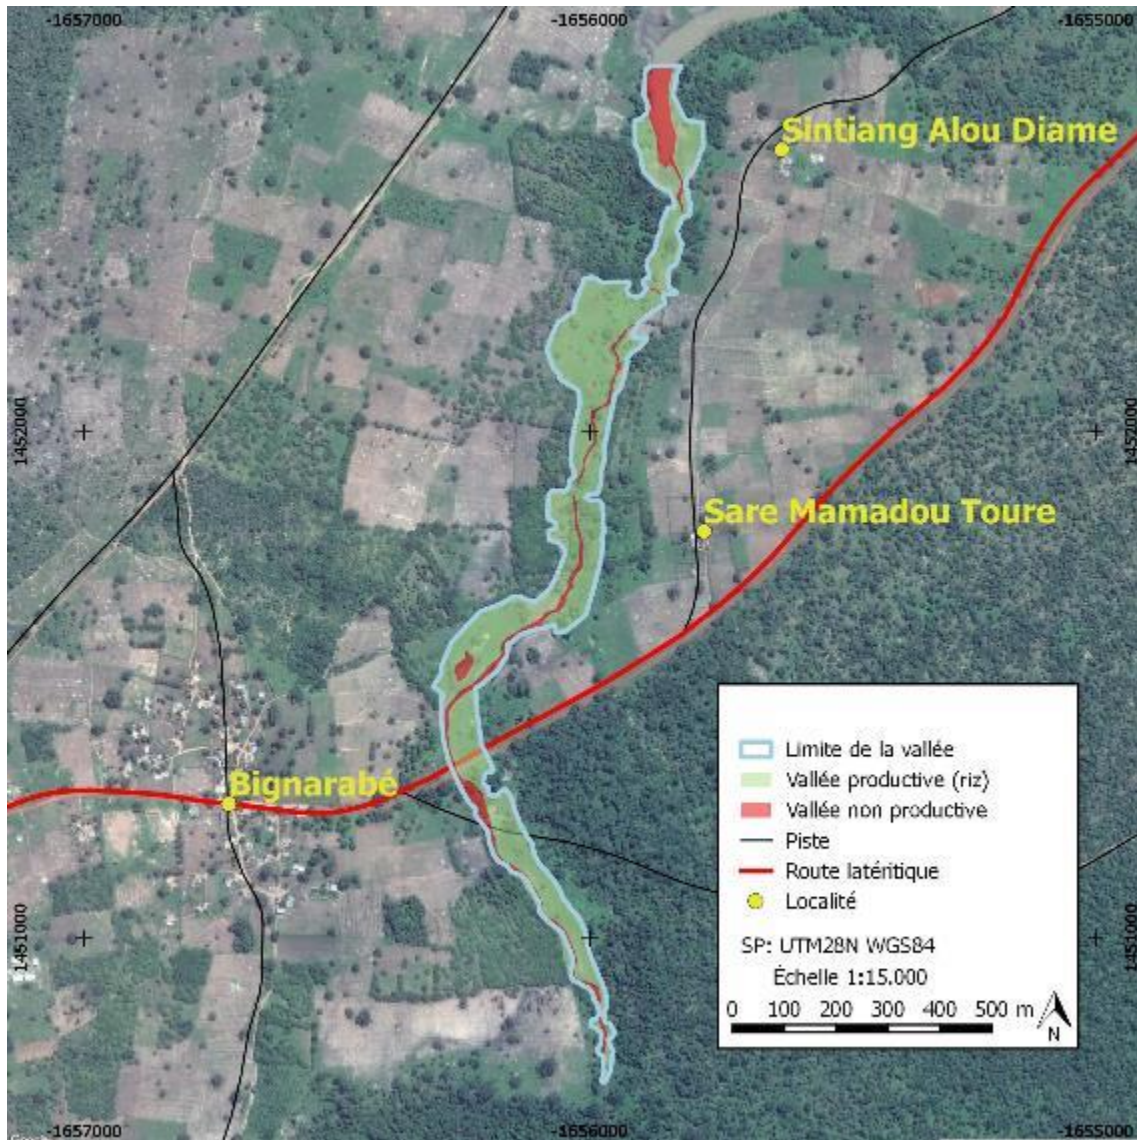 -1657000
-1656000
-1655000
Sintiang Alou Diame
1452000
1452000
Sare Mamadou Toure
Bignarabé
Limite de la vallée
Vallée productive (riz)
Vallée non productive
Piste
Route latéritique
Localité
SP: UTM28N WGS84
Échelle 1:15.000
0 100 200 300 400 500 m
N
1451000
1451000
-1657000
-1656000
-1655000